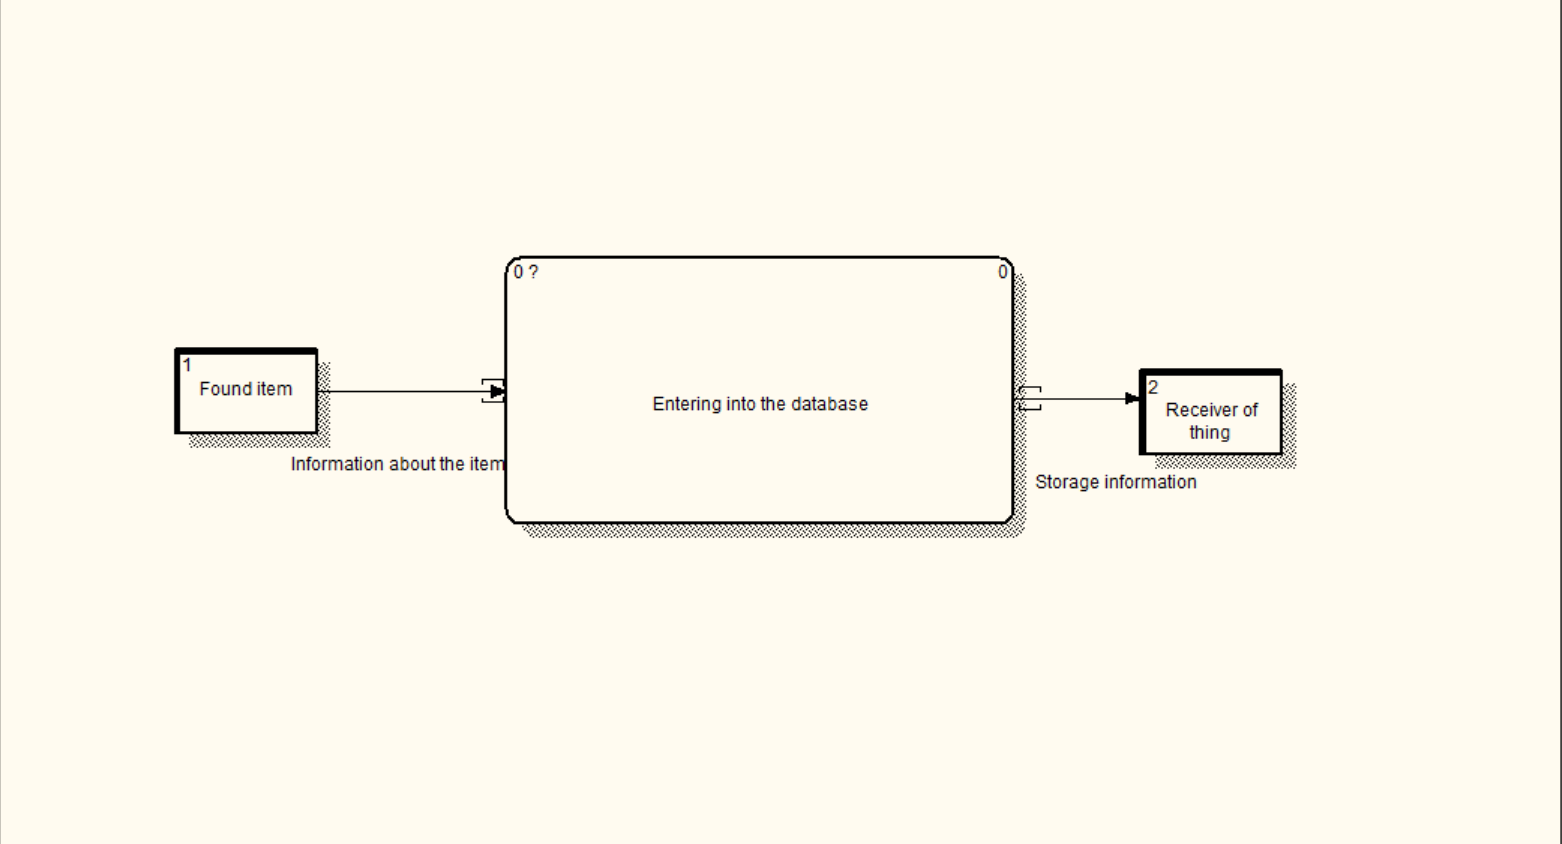 0 ?
0
1
Found item
Entering into the database
2
Receiver of
thing
Information about the item
Storage information